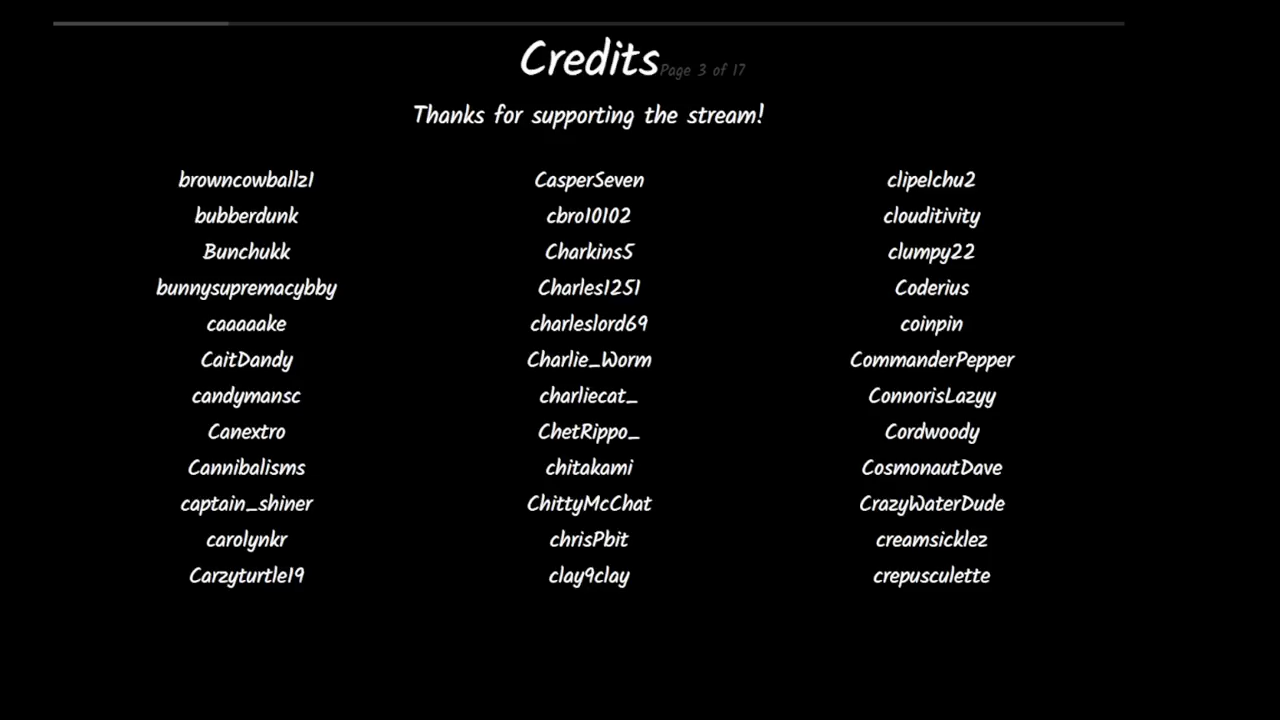 Credits Page 3 of 17
Thanks for supporting the stream!
browncowballz1
bubberdunk
Bunchukk
bunnysupremacybby
caaaaake
CaitDandy
candymansc
Canextro
Cannibalisms
captain_shiner
carolynkr
Carzyturtle19
CasperSeven
cbro10102
Charkins5
Charles1251
charleslord69
Charlie_Worm
charliecat_
ChetRippo_
chitakami
ChittyMcChat
chrisPbit
clay9clay
clipelchu2
clouditivity
clumpy22
Coderius
coinpin
CommanderPepper
ConnorisLazyy
Cordwoody
CosmonautDave
CrazyWaterDude
creamsicklez
crepusculette